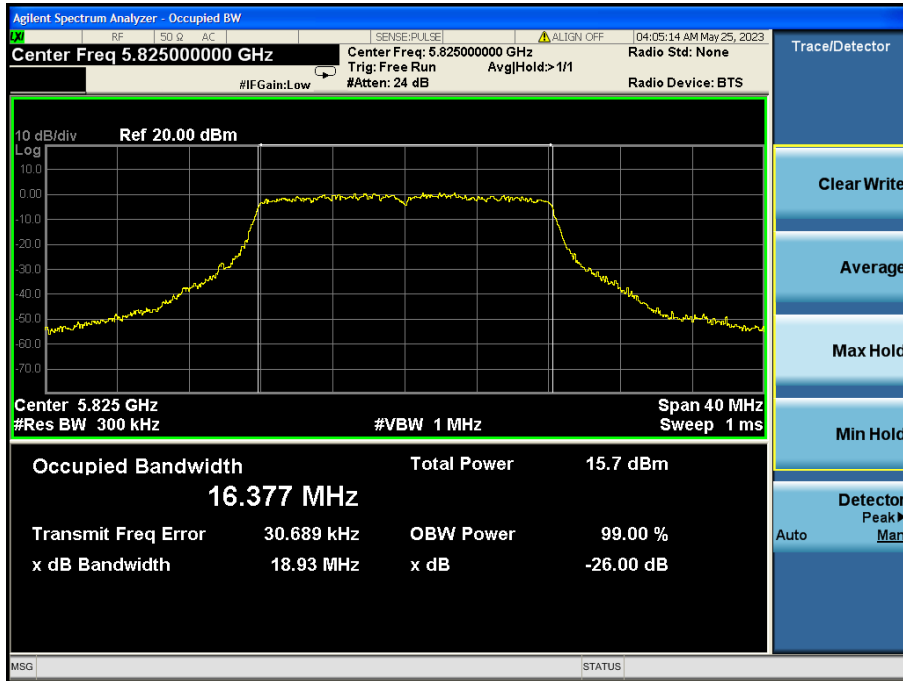 Agilent Spectrum Analyzer - Occupied BW
LXI RF 50 Ω AC SENSE:PULSE ALIGN OFF 04:05:14 AM May 25, 2023
Center Freq 5.825000000 GHz
Center Freq: 5.825000000 GHz
Radio Std: None
Trig: Free Run Avg|Hold:> 1/1
#IFGain:Low #Atten: 24 dB Radio Device: BTS
Trace/Detector
10 dB/div Ref 20.00 dBm
Log
10.0
0.00
-10.0
-20.0
-30.0
-40.0
-50.0
-60.0
-70.0
Center 5.825 GHz Span 40 MHz
#Res BW 300 kHz #VBW 1 MHz Sweep 1 ms
Occupied Bandwidth Total Power 15.7 dBm
16.377 MHz
Transmit Freq Error 30.689 kHz OBW Power 99.00 %
x dB Bandwidth 18.93 MHz x dB -26.00 dB
Clear Write
Average
Max Hold
Min Hold
Detector
Peak▶
Auto Man
MSG STATUS